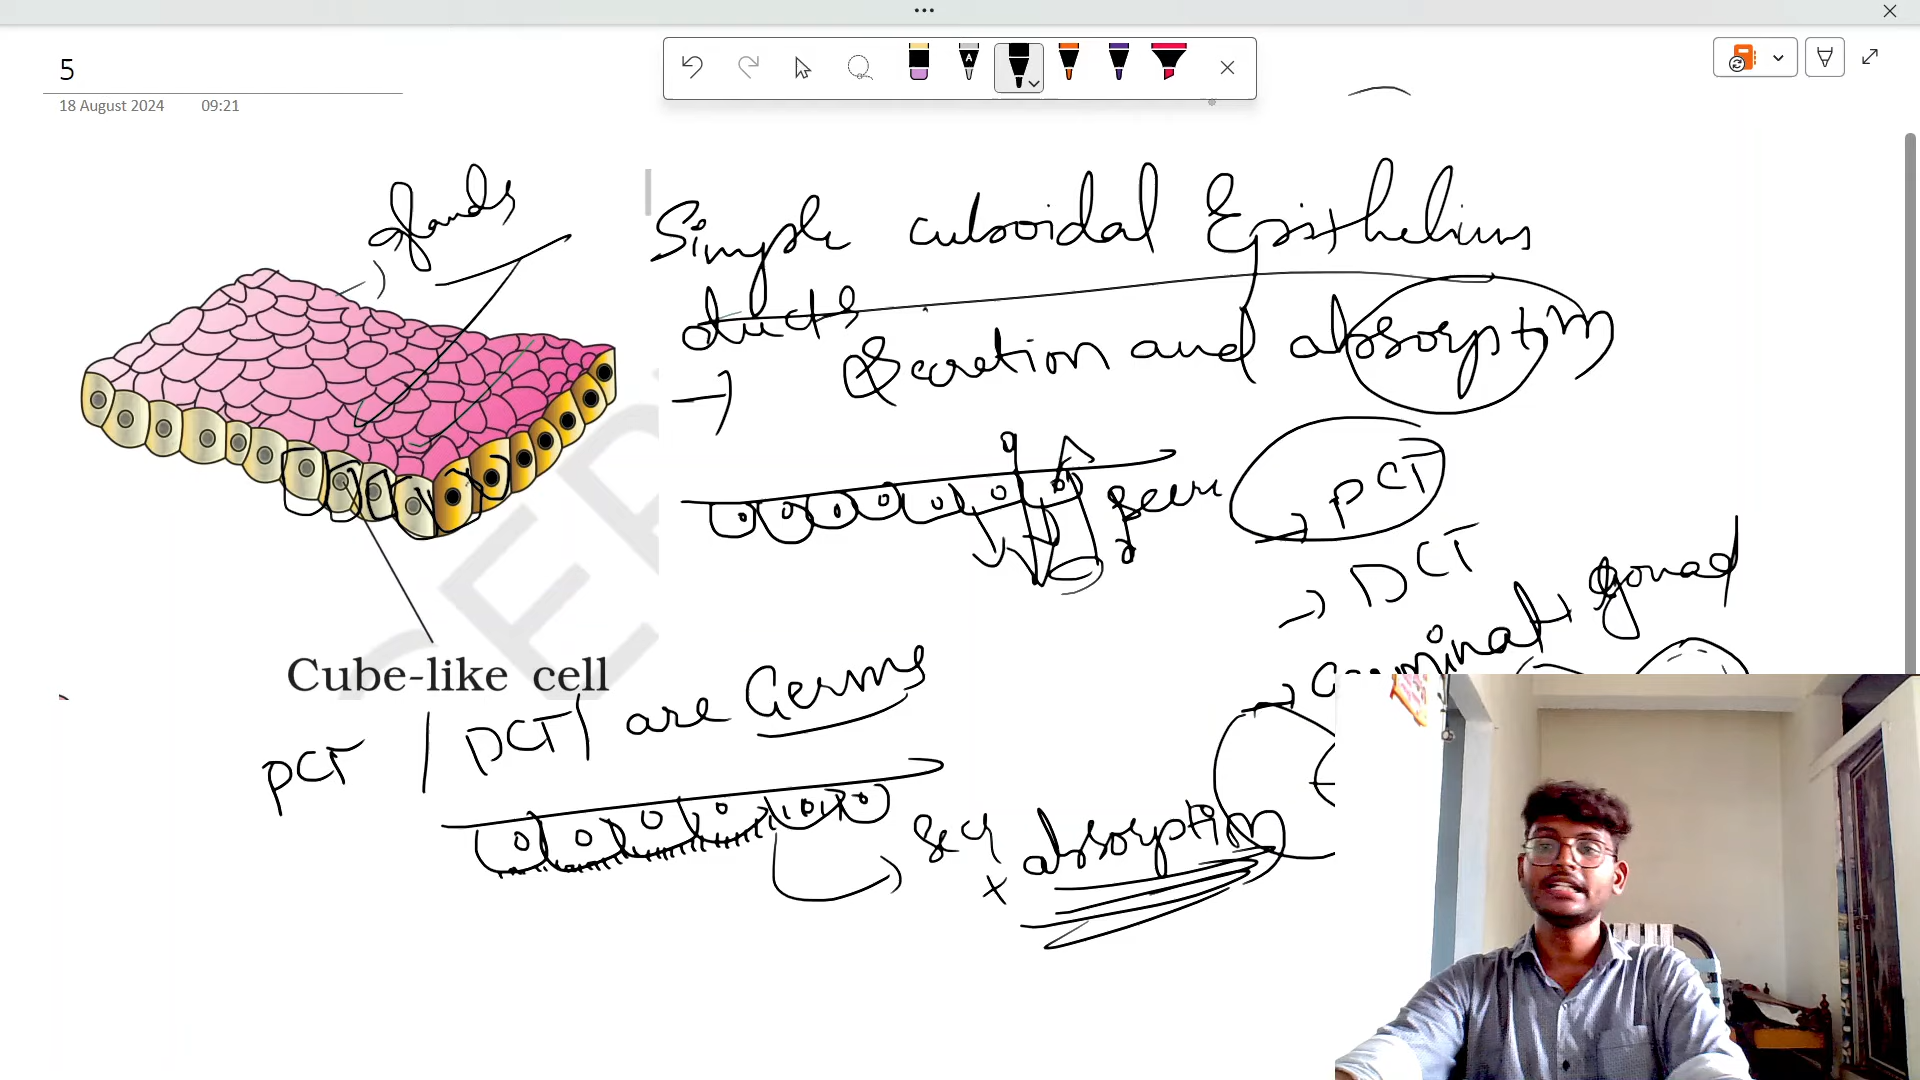 5
18 August 2024 09:21
glands
Simple cuboidal Epithelium
ducts
Secretion and absorption
→ PCT
→ DCT
gonad
Cube-like cell
PCT / DCT / are Germs
absorption